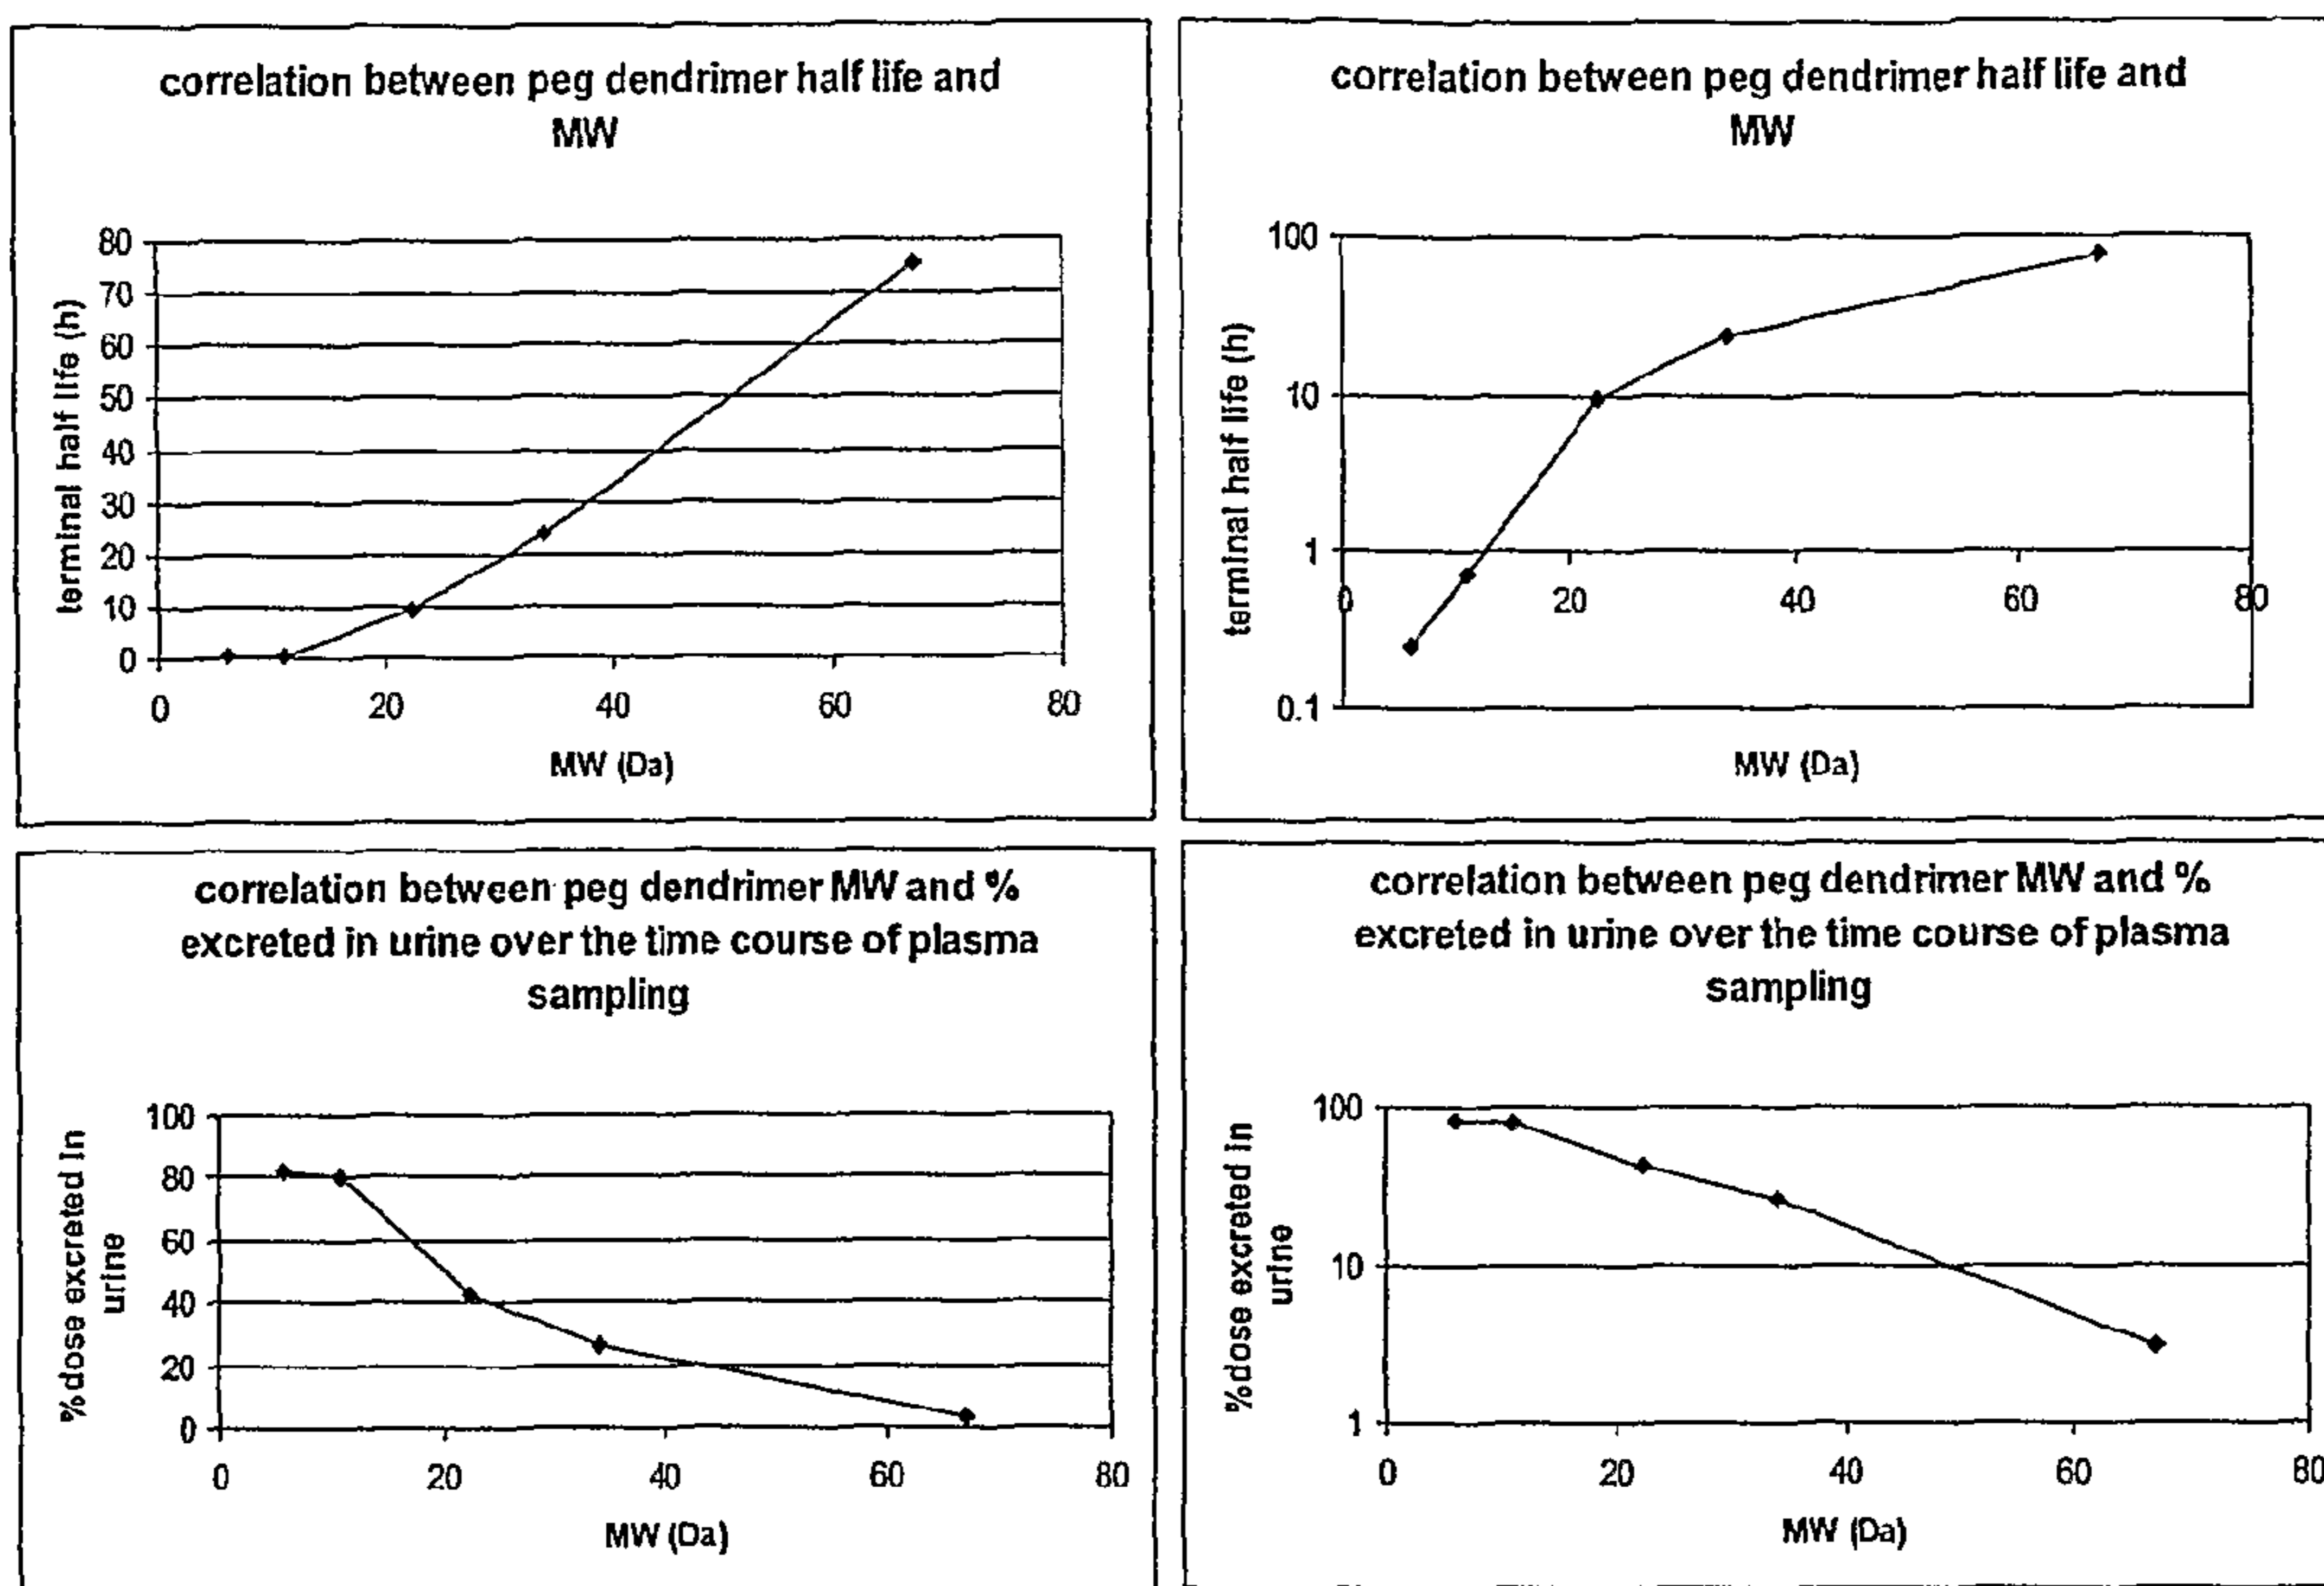 correlation between peg dendrimer half life and
MW
80
70
60
50
40
30
20
10
0
terminal half life (h)
0 20 40 60 80
MW (Da)
correlation between peg dendrimer half life and
MW
100
10
1
0.1
terminal half life (h)
0 20 40 60 80
MW (Da)
correlation between peg dendrimer MW and %
excreted in urine over the time course of plasma
sampling
100
80
60
40
20
0
%dose excreted in
urine
0 20 40 60 80
MW (Da)
correlation between peg dendrimer MW and %
excreted in urine over the time course of plasma
sampling
100
10
1
%dose excreted in
urine
0 20 40 60 80
MW (Da)